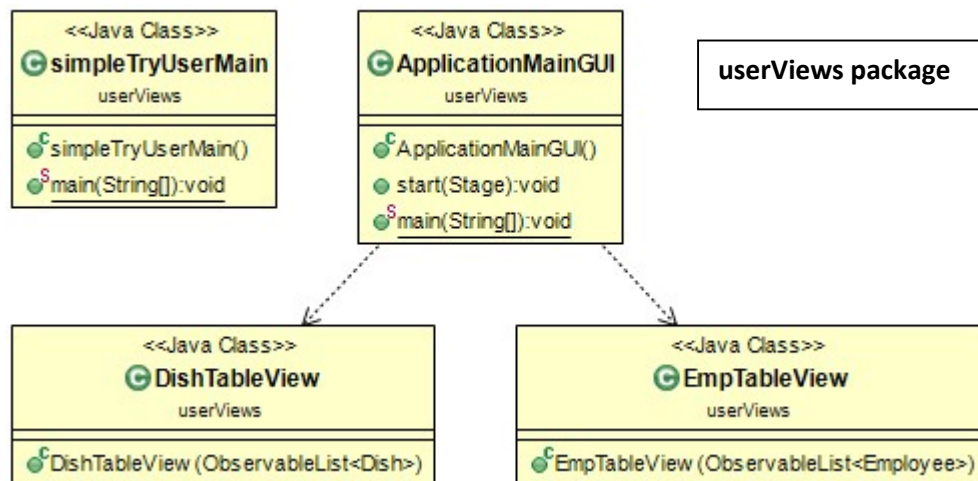 <<Java Class>>
simpleTryUserMain
userViews
simpleTryUserMain()
main(String[]):void
<<Java Class>>
ApplicationMainGUI
userViews
ApplicationMainGUI()
start(Stage):void
main(String[]):void
userViews package
<<Java Class>>
DishTableView
userViews
DishTableView (ObservableList<Dish>)
<<Java Class>>
EmpTableView
userViews
EmpTableView (ObservableList<Employee>)